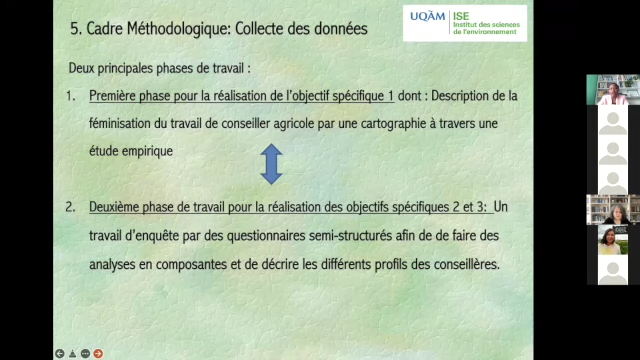 5. Cadre Méthodologique: Collecte des données
UQÀM | ISE
Institut des sciences
de l'environnement
Deux principales phases de travail :
1. Première phase pour la réalisation de l'objectif spécifique 1 dont : Description de la
féminisation du travail de conseiller agricole par une cartographie à travers une
étude empirique
2. Deuxième phase de travail pour la réalisation des objectifs spécifiques 2 et 3: Un
travail d'enquête par des questionnaires semi-structurés afin de de faire des
analyses en composantes et de décrire les différents profils des conseillères.